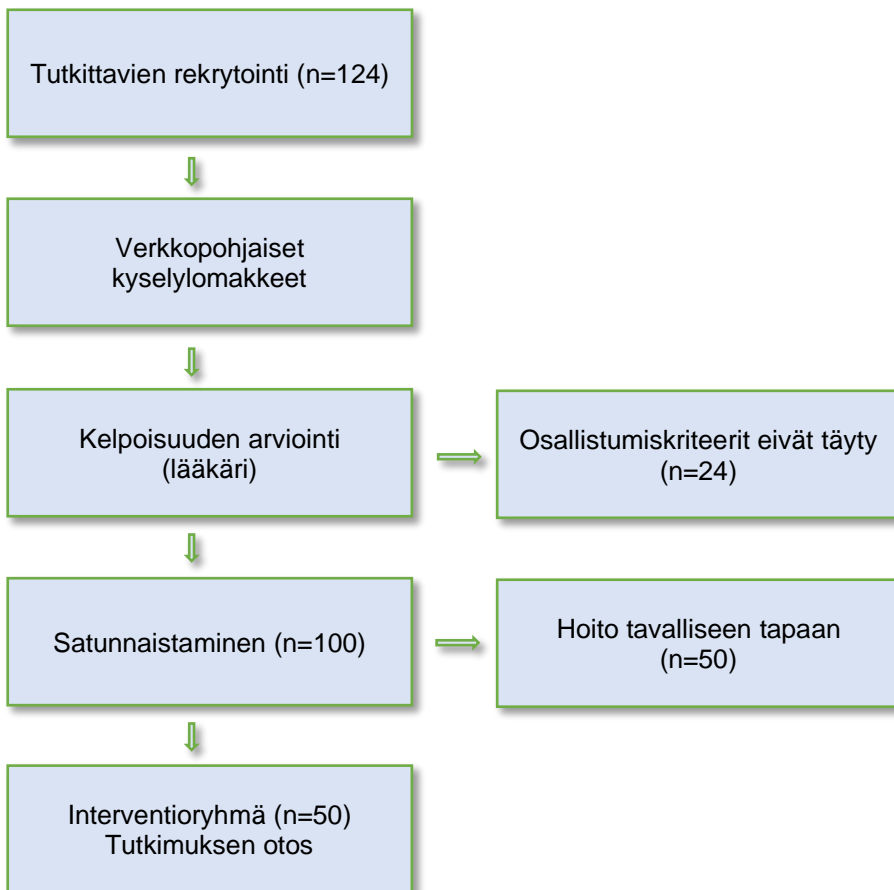 Tutkittavien rekrytointi (n=124)
Verkkopohjaiset
kyselylomakkeet
Kelpoisuuden arviointi
(lääkäri)
Osallistumiskriteerit eivät täyty
(n=24)
Satunnaistaminen (n=100)
Hoito tavalliseen tapaan
(n=50)
Interventioryhmä (n=50)
Tutkimuksen otos